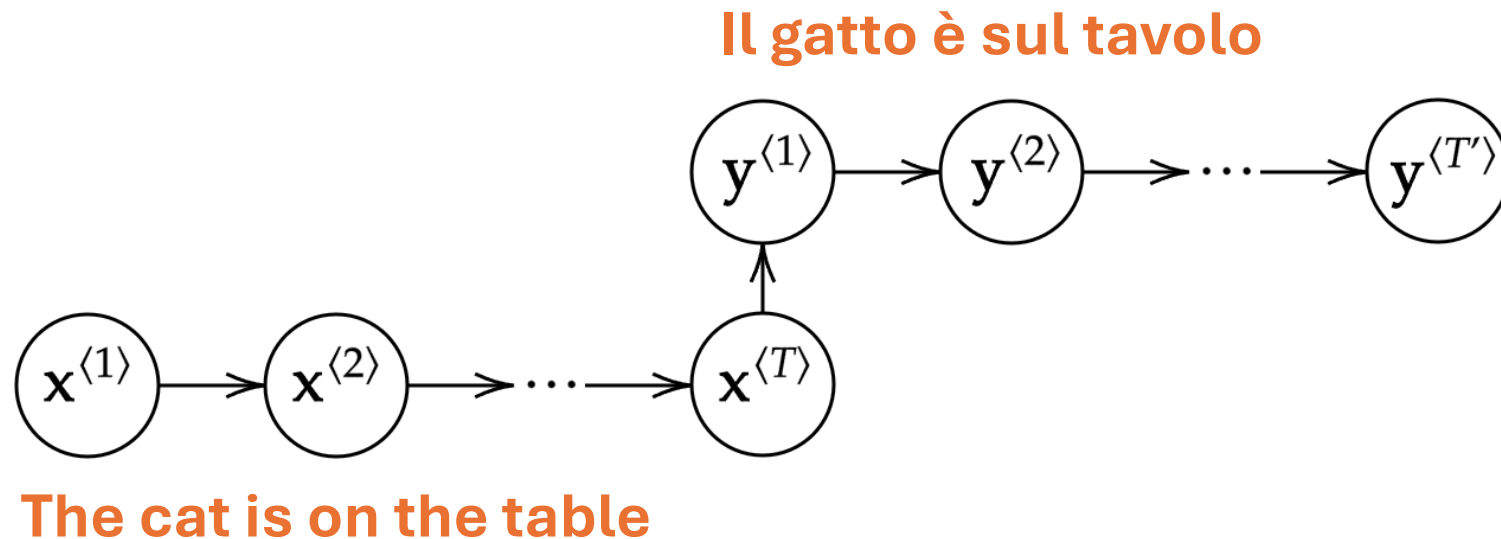 Il gatto è sul tavolo
y⟨1⟩ y⟨2⟩ ... y⟨T′⟩
x⟨1⟩ x⟨2⟩ ... x⟨T⟩
The cat is on the table